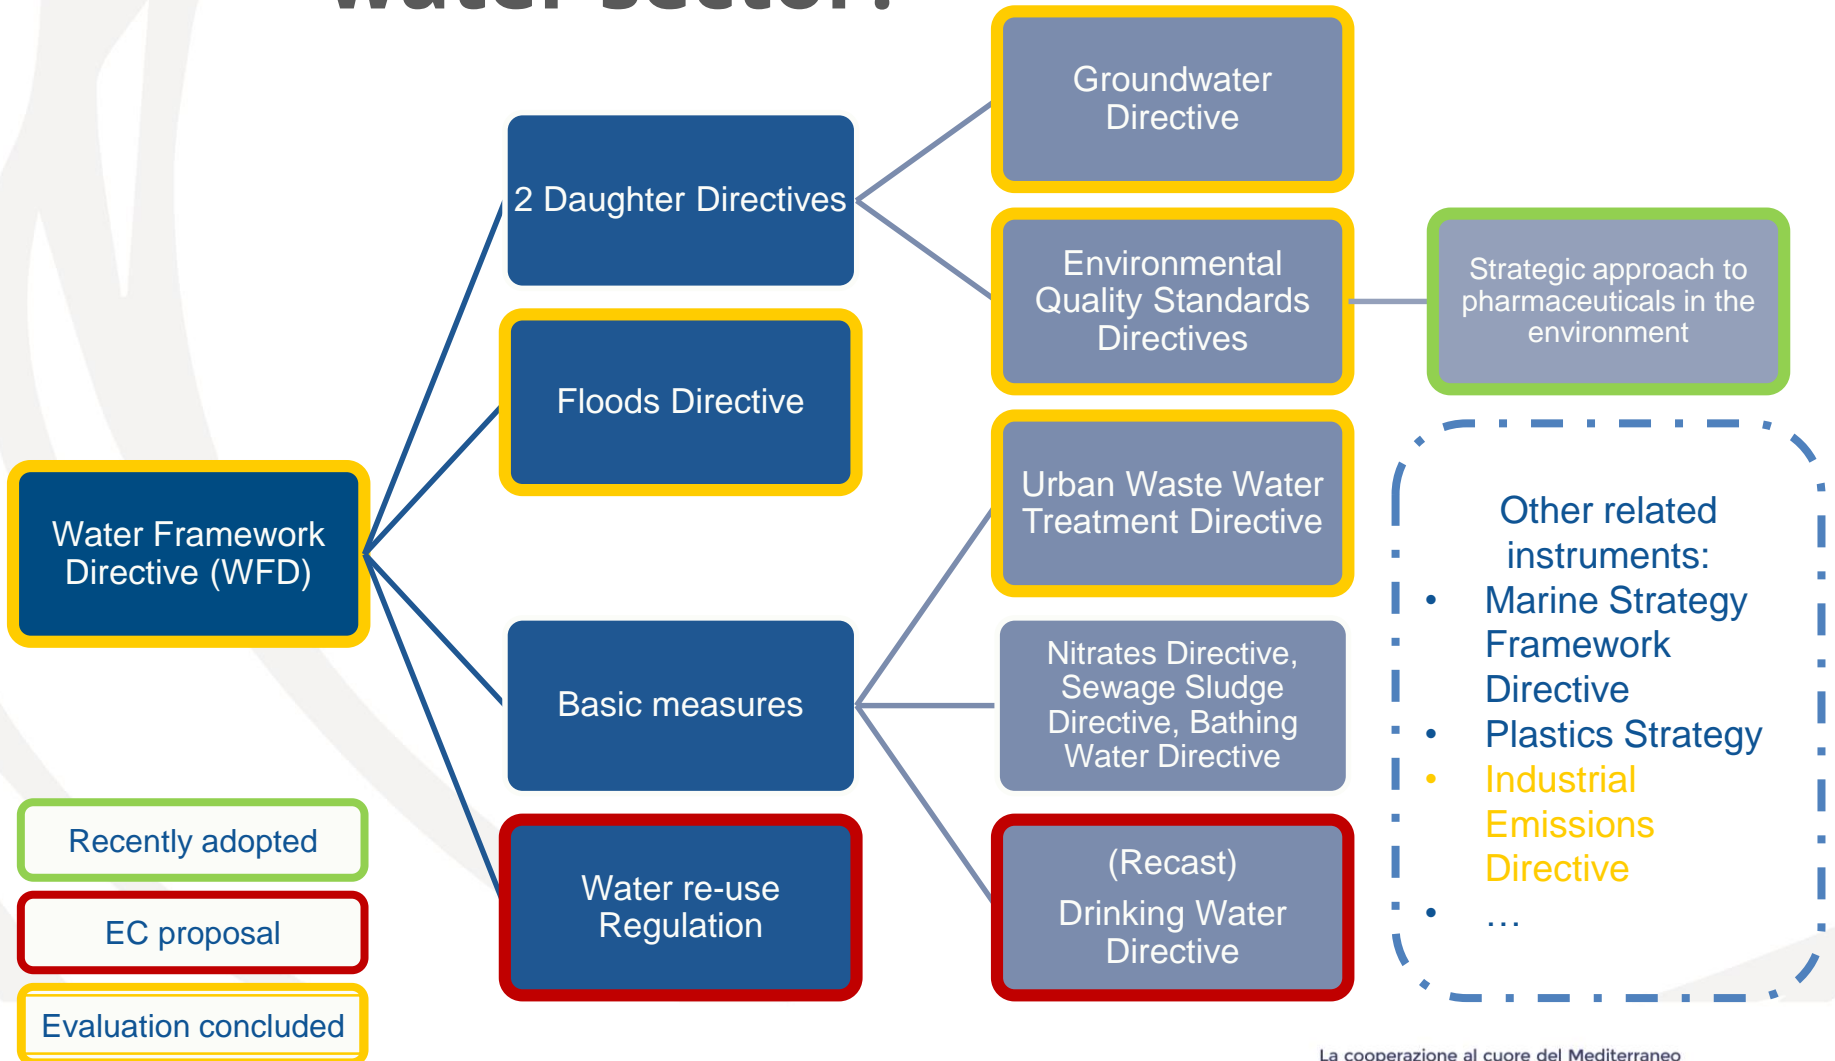 water sector?
Groundwater
Directive
2 Daughter Directives
Environmental
Quality Standards
Directives
Strategic approach to
pharmaceuticals in the
environment
Floods Directive
Urban Waste Water
Treatment Directive
Water Framework
Directive (WFD)
Basic measures
Nitrates Directive,
Sewage Sludge
Directive, Bathing
Water Directive
Water re-use
Regulation
(Recast)
Drinking Water
Directive
Other related
instruments:
• Marine Strategy
Framework
Directive
• Plastics Strategy
• Industrial
Emissions
Directive
• …
Recently adopted
EC proposal
Evaluation concluded
La cooperazione al cuore del Mediterraneo